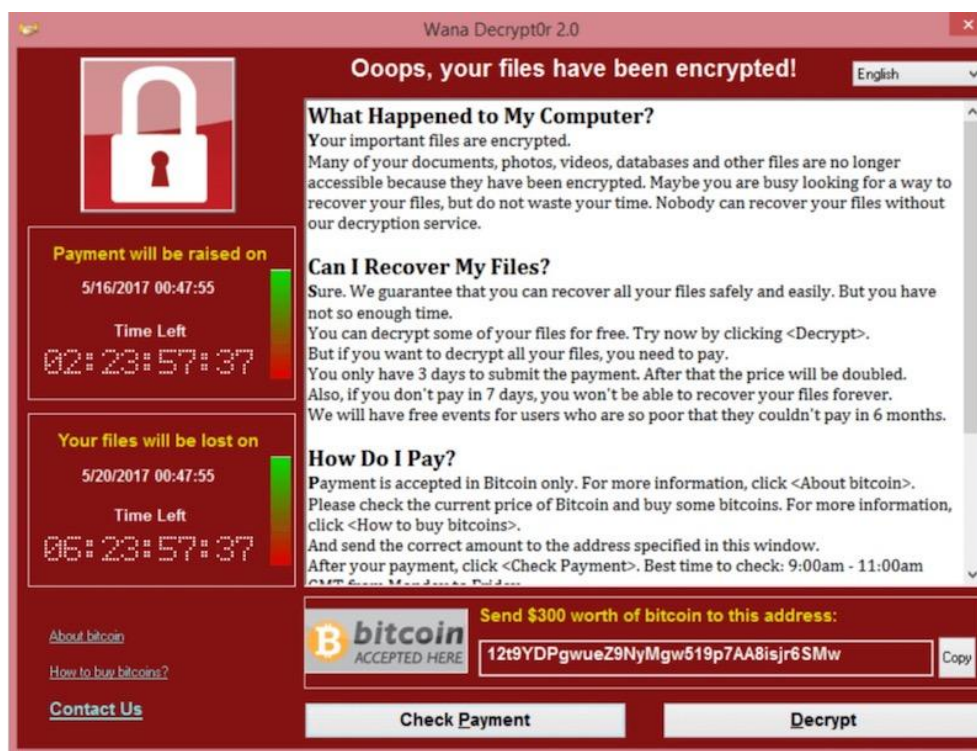 Wana Decrypt0r 2.0
Ooops, your files have been encrypted!
English
What Happened to My Computer?
Your important files are encrypted.
Many of your documents, photos, videos, databases and other files are no longer
accessible because they have been encrypted. Maybe you are busy looking for a way to
recover your files, but do not waste your time. Nobody can recover your files without
our decryption service.
Can I Recover My Files?
Sure. We guarantee that you can recover all your files safely and easily. But you have
not so enough time.
You can decrypt some of your files for free. Try now by clicking <Decrypt>.
But if you want to decrypt all your files, you need to pay.
You only have 3 days to submit the payment. After that the price will be doubled.
Also, if you don't pay in 7 days, you won't be able to recover your files forever.
We will have free events for users who are so poor that they couldn't pay in 6 months.
How Do I Pay?
Payment is accepted in Bitcoin only. For more information, click <About bitcoin>.
Please check the current price of Bitcoin and buy some bitcoins. For more information,
click <How to buy bitcoins>.
And send the correct amount to the address specified in this window.
After your payment, click <Check Payment>. Best time to check: 9:00am - 11:00am
GMT from Monday to Friday.
Payment will be raised on
5/16/2017 00:47:55
Time Left
02:23:57:37
Your files will be lost on
5/20/2017 00:47:55
Time Left
06:23:57:37
About bitcoin
How to buy bitcoins?
Contact Us
bitcoin
ACCEPTED HERE
Send $300 worth of bitcoin to this address:
12t9YDPgwueZ9NyMgw519p7AA8isjr6SMw
Copy
Check Payment
Decrypt